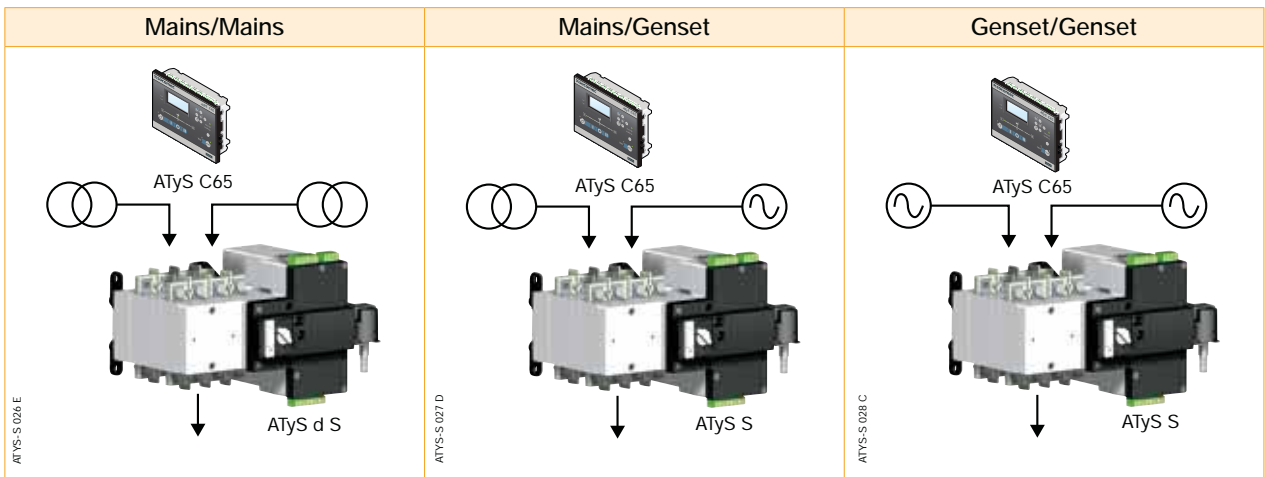 Mains/Mains
Mains/Genset
Genset/Genset
ATyS C65
ATyS C65
ATyS C65
ATyS d S
ATyS S
ATyS S
ATYS-S 026 E
ATYS-S 027 D
ATYS-S 028 C